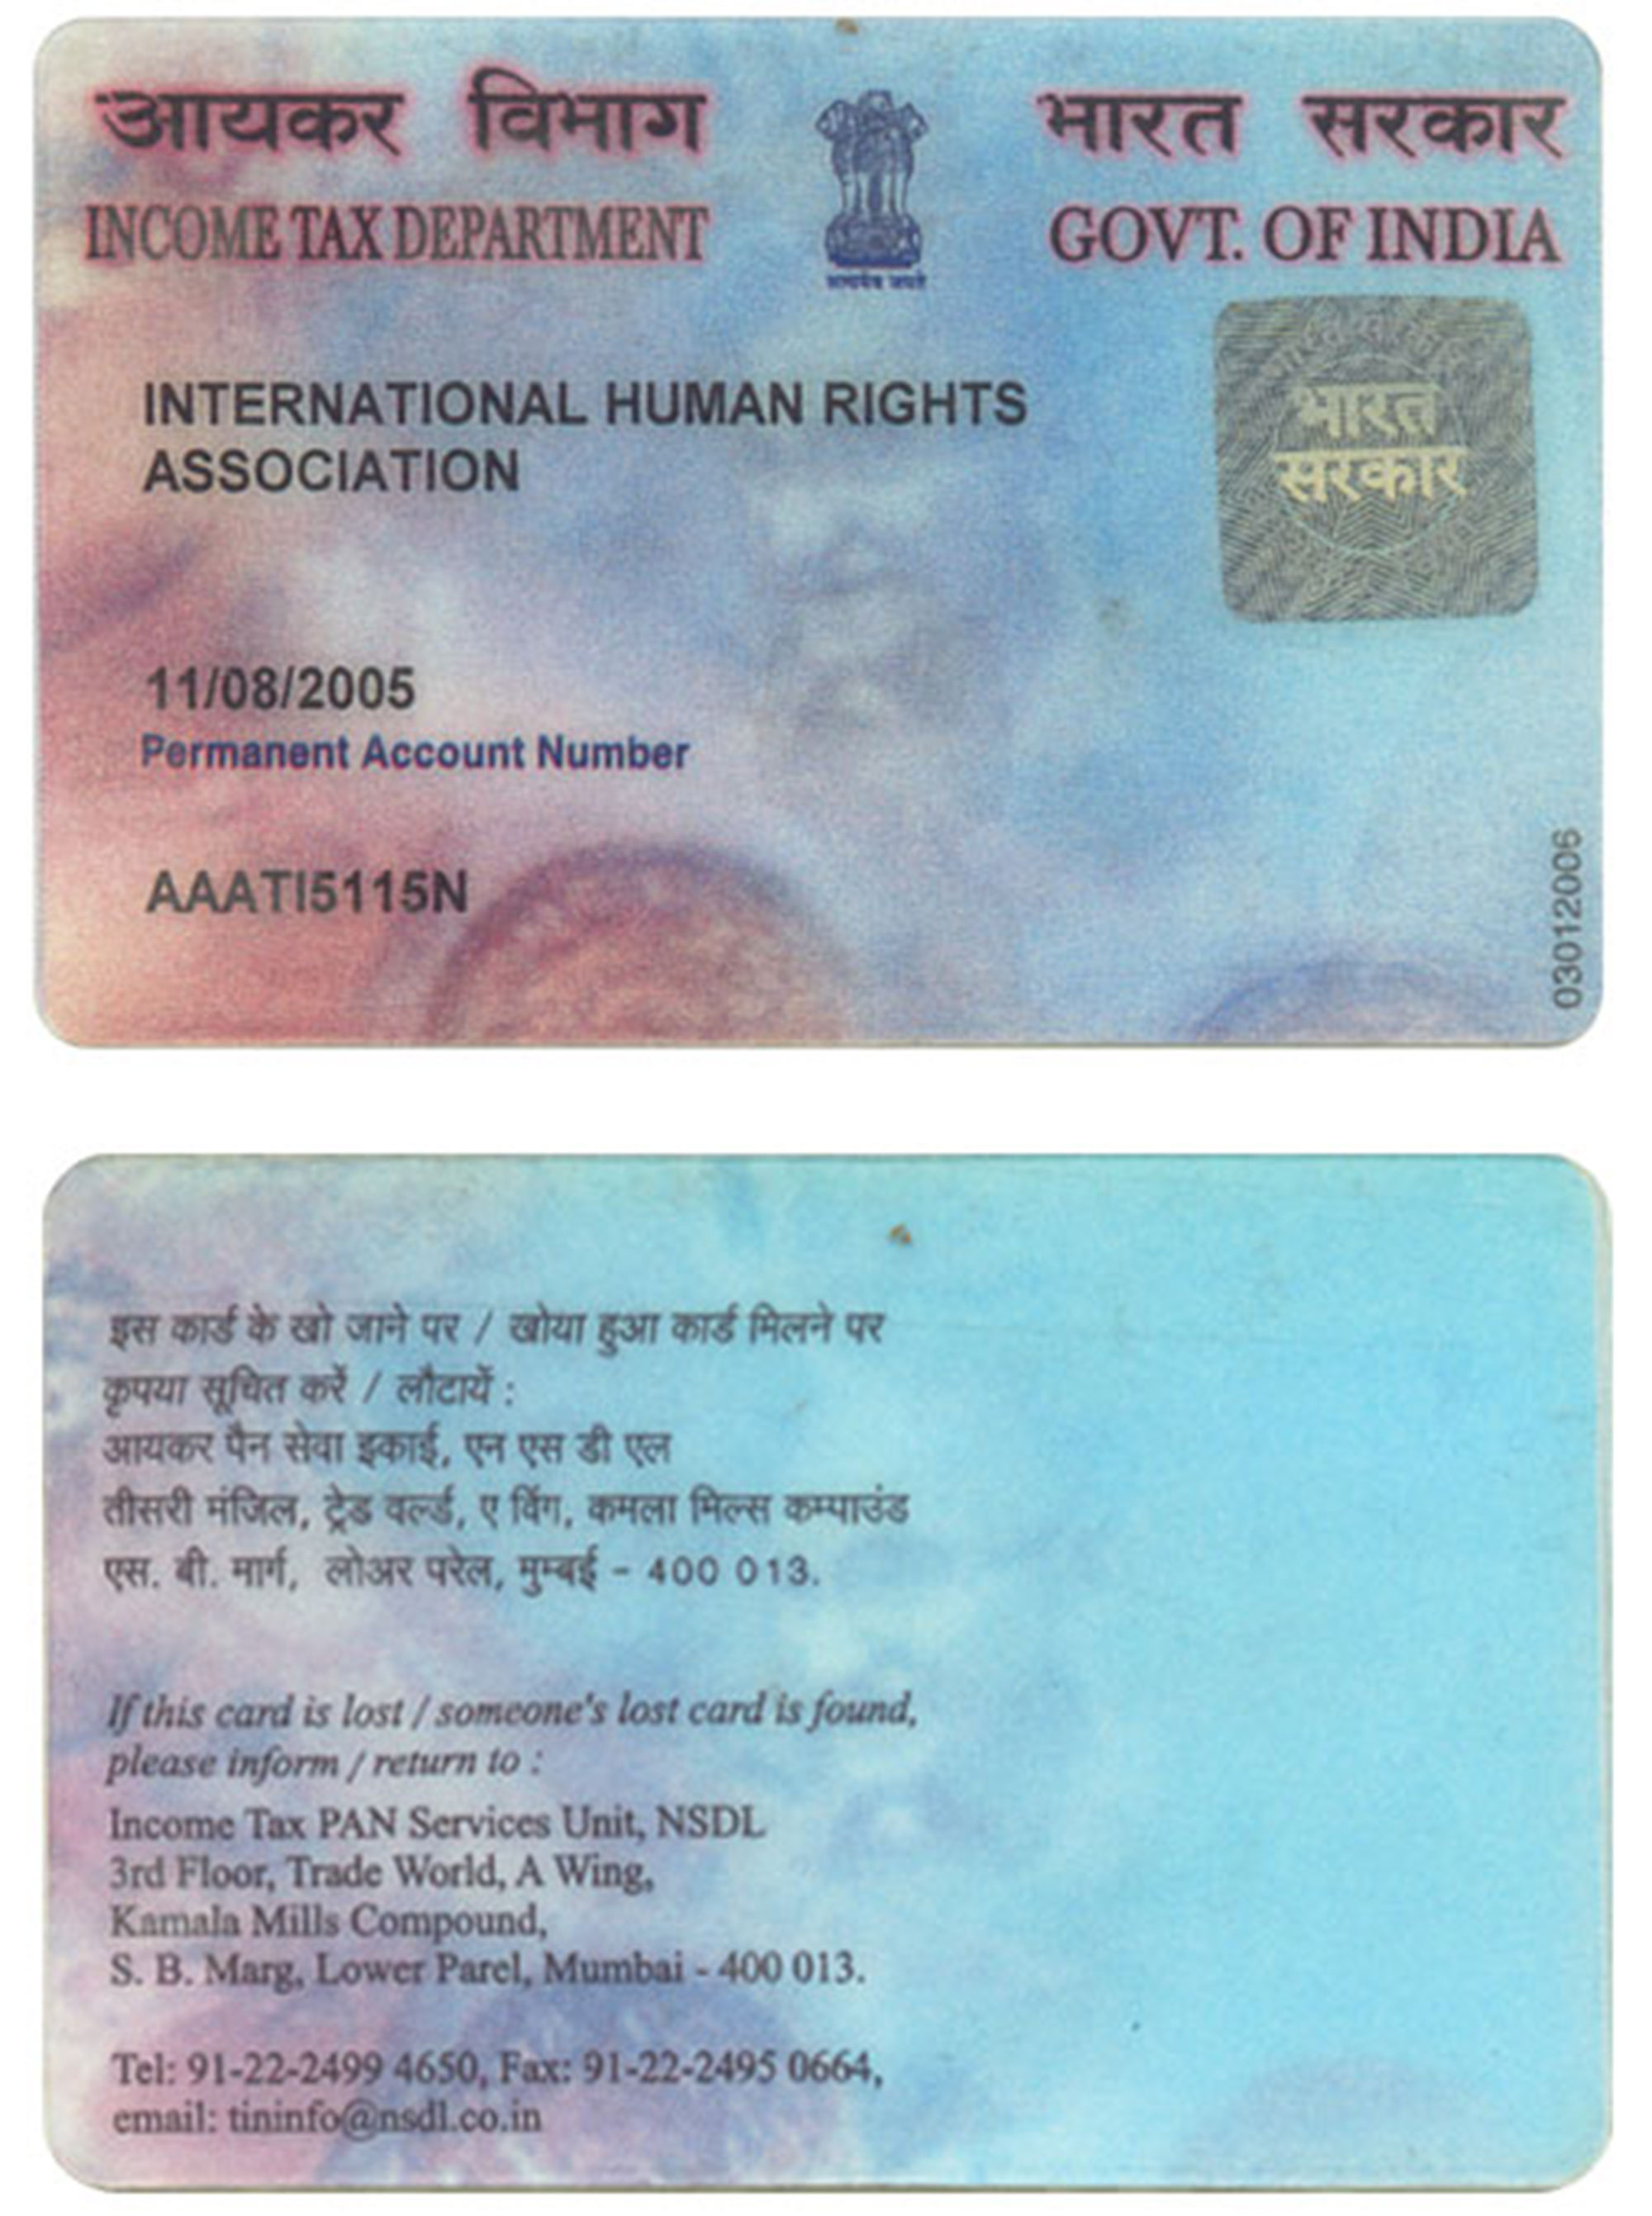 आयकर विभाग
INCOME TAX DEPARTMENT
सत्यमेव जयते
भारत सरकार
GOVT. OF INDIA
INTERNATIONAL HUMAN RIGHTS
ASSOCIATION
भारत
सरकार
11/08/2005
Permanent Account Number
AAATI5115N
03012006
इस कार्ड के खो जाने पर / खोया हुआ कार्ड मिलने पर
कृपया सूचित करें / लौटायें :
आयकर पैन सेवा इकाई, एन एस डी एल
तीसरी मंजिल, ट्रेड वर्ल्ड, ए विंग, कमला मिल्स कम्पाउंड
एस. बी. मार्ग, लोअर परेल, मुम्बई - 400 013.
If this card is lost / someone's lost card is found,
please inform / return to :
Income Tax PAN Services Unit, NSDL
3rd Floor, Trade World, A Wing,
Kamala Mills Compound,
S. B. Marg, Lower Parel, Mumbai - 400 013.
Tel: 91-22-2499 4650, Fax: 91-22-2495 0664,
email: tininfo@nsdl.co.in